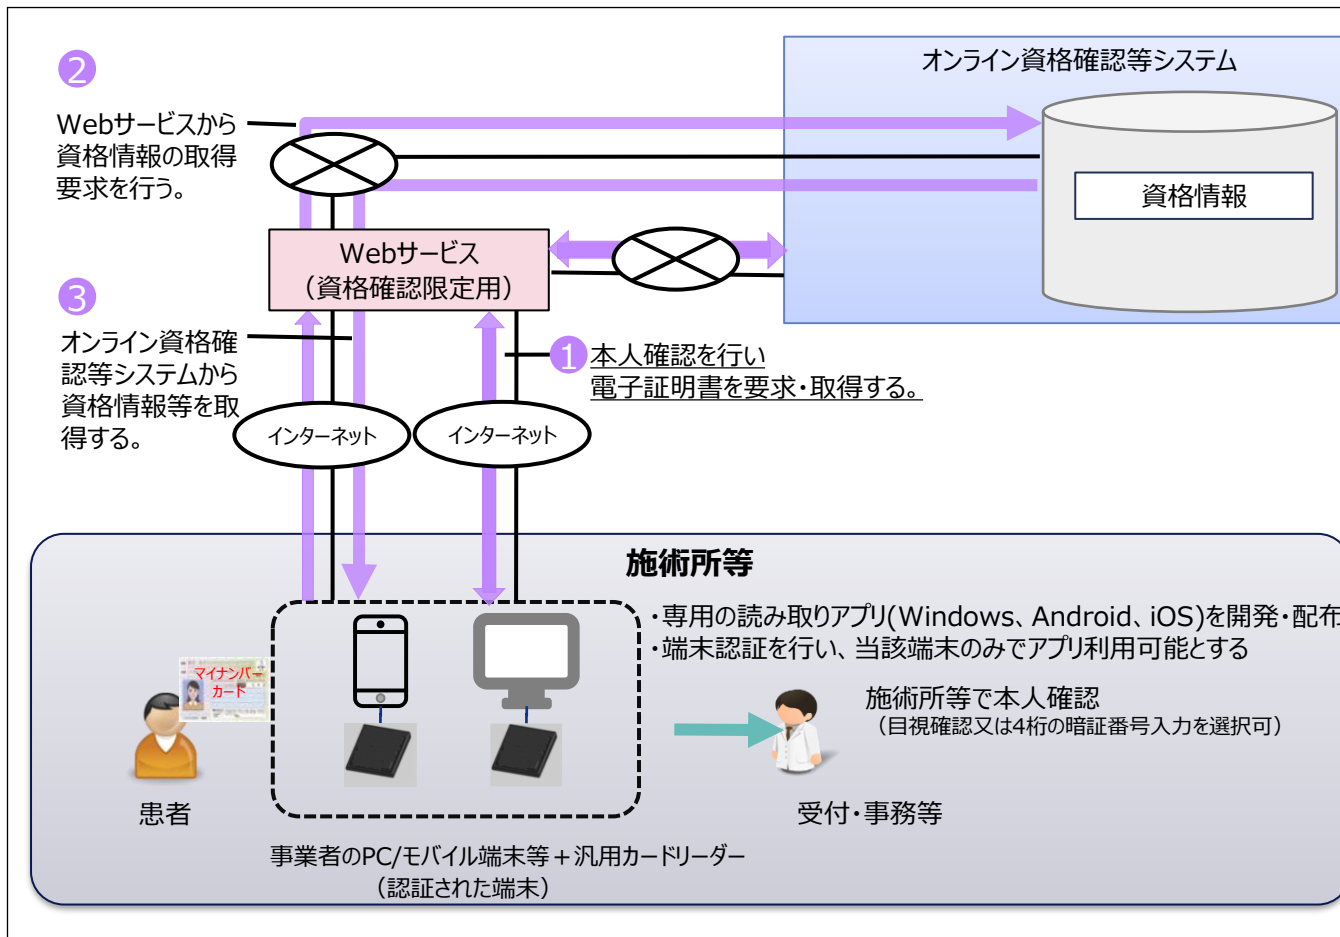 オンライン資格確認等システム
資格情報
2
Webサービスから
資格情報の取得
要求を行う。
Webサービス
（資格確認限定用）
3
オンライン資格確
認等システムから
資格情報等を取
得する。
1
本人確認を行い
電子証明書を要求・取得する。
インターネット
インターネット
施術所等
・専用の読み取りアプリ(Windows、Android、iOS)を開発・配布
・端末認証を行い、当該端末のみでアプリ利用可能とする
マイナンバー
カード
施術所等で本人確認
（目視確認又は4桁の暗証番号入力を選択可）
患者
受付・事務等
事業者のPC/モバイル端末等＋汎用カードリーダー
（認証された端末）